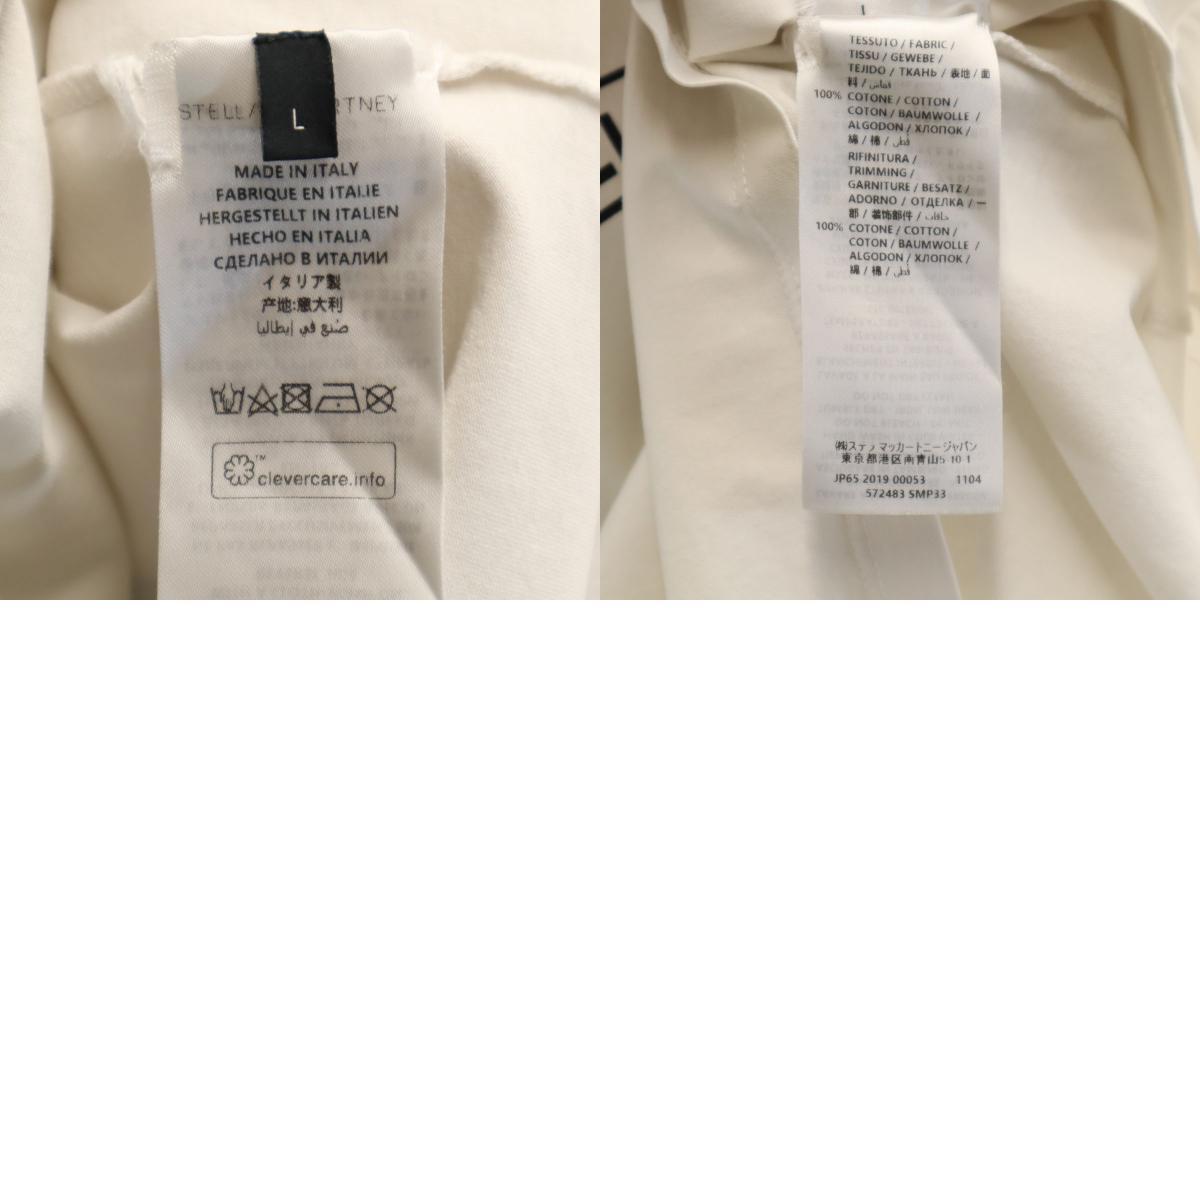 STELL
RTNEY
L
MADE IN ITALY
FABRIQUE EN ITALIE
HERGESTELLT IN ITALIEN
HECHO EN ITALIA
СДЕЛАНО В ИТАЛИИ
イタリア製
产地:意大利
صنع في إيطاليا
™
clevercare.info
TESSUTO / FABRIC /
TISSU / GEWEBE /
TEJIDO / ТКАНЬ / 表地 / 面
料 / قماش
100% COTONE / COTTON /
COTON / BAUMWOLLE /
ALGODON / ХЛОПОК /
綿 / 棉 / قطن
RIFINITURA /
TRIMMING /
GARNITURE / BESATZ /
ADORNO / ОТДЕЛКА / 一
部 / 装饰部件 / حافات
100% COTONE / COTTON /
COTON / BAUMWOLLE /
ALGODON / ХЛОПОК /
綿 / 棉 / قطن
㈱ステラ マッカートニージャパン
東京都港区南青山5-10-1
JP65 2019 00053 1104
572483 SMP33